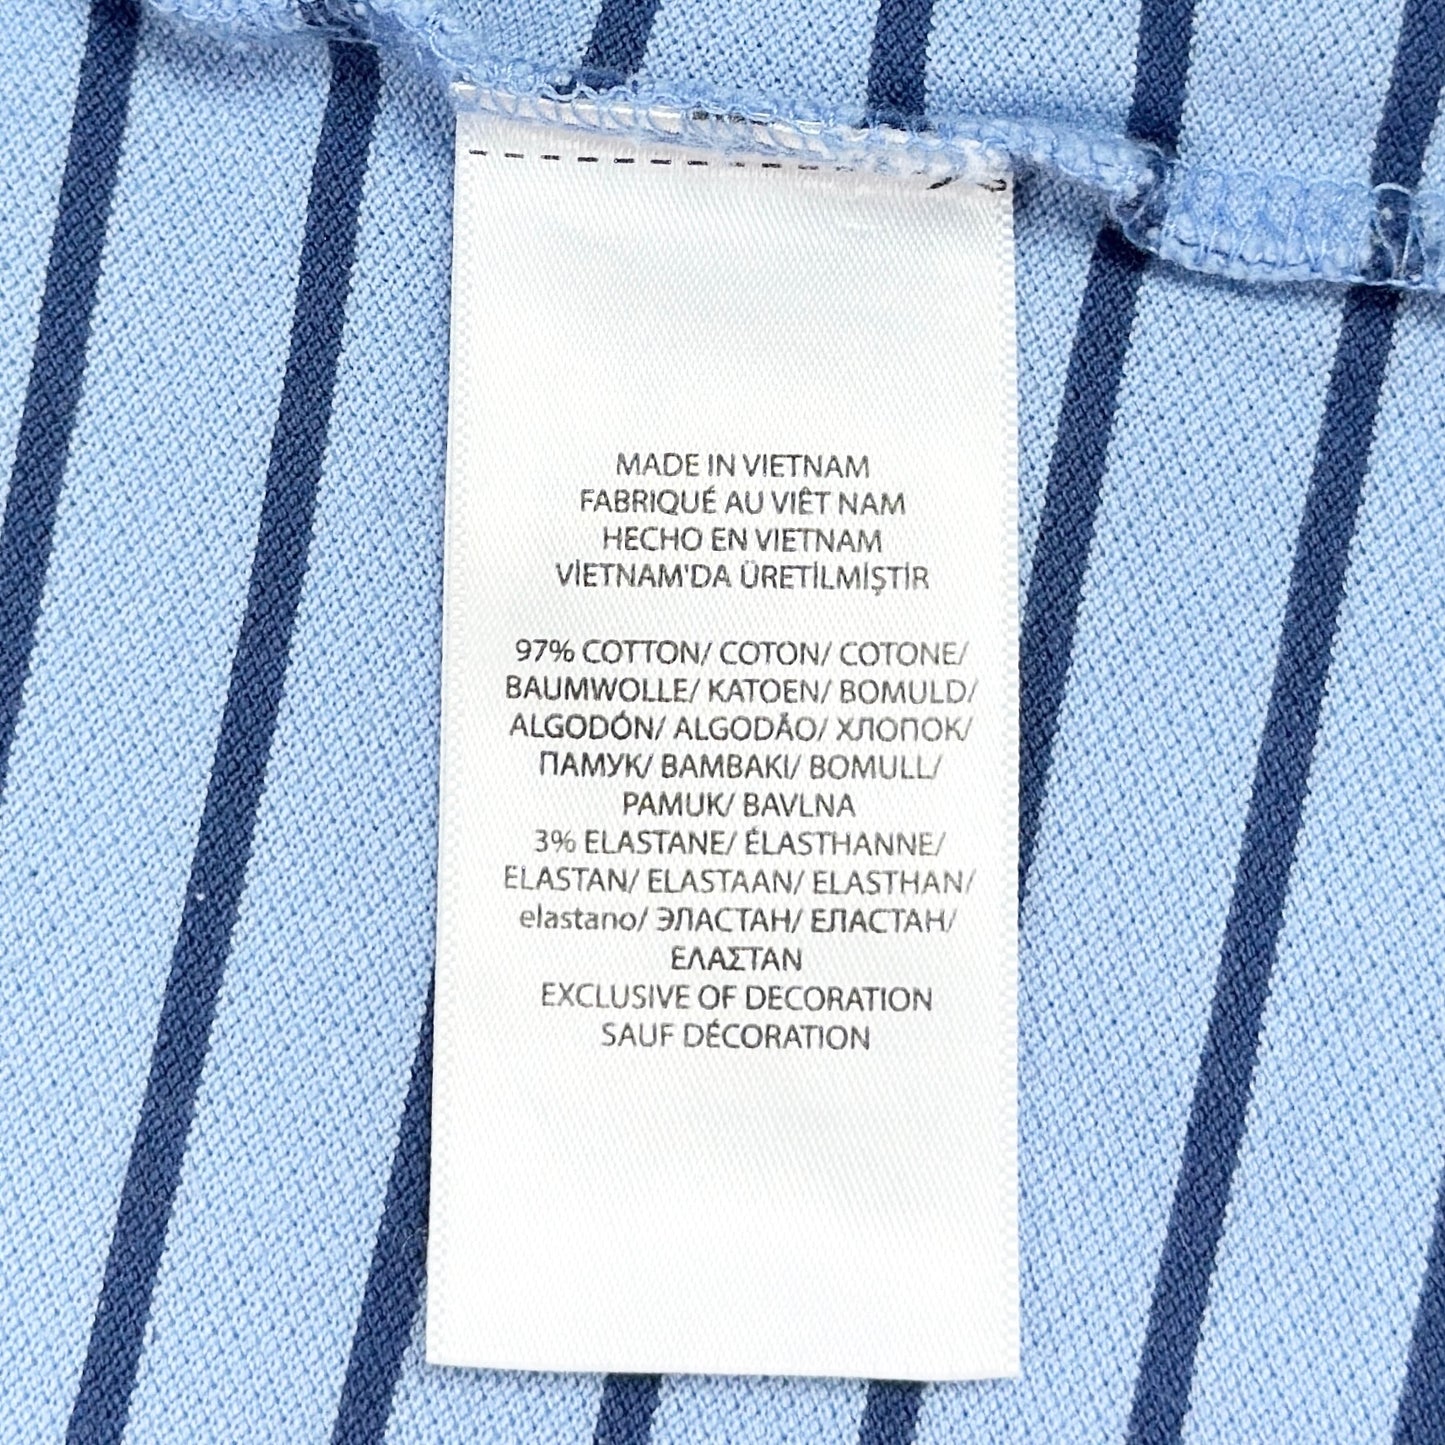 MADE IN VIETNAM
FABRIQUÉ AU VIÊT NAM
HECHO EN VIETNAM
VİETNAM'DA ÜRETİLMİŞTİR
97% COTTON/ COTON/ COTONE/
BAUMWOLLE/ KATOEN/ BOMULD/
ALGODÓN/ ALGODÃO/ ХЛОПОК/
ПАМУК/ BAMBAKI/ BOMULL/
PAMUK/ BAVLNA
3% ELASTANE/ ÉLASTHANNE/
ELASTAN/ ELASTAAN/ ELASTHAN/
elastano/ ЭЛАСТАН/ ЕЛАСТАН/
ΕΛΑΣΤΑΝ
EXCLUSIVE OF DECORATION
SAUF DÉCORATION